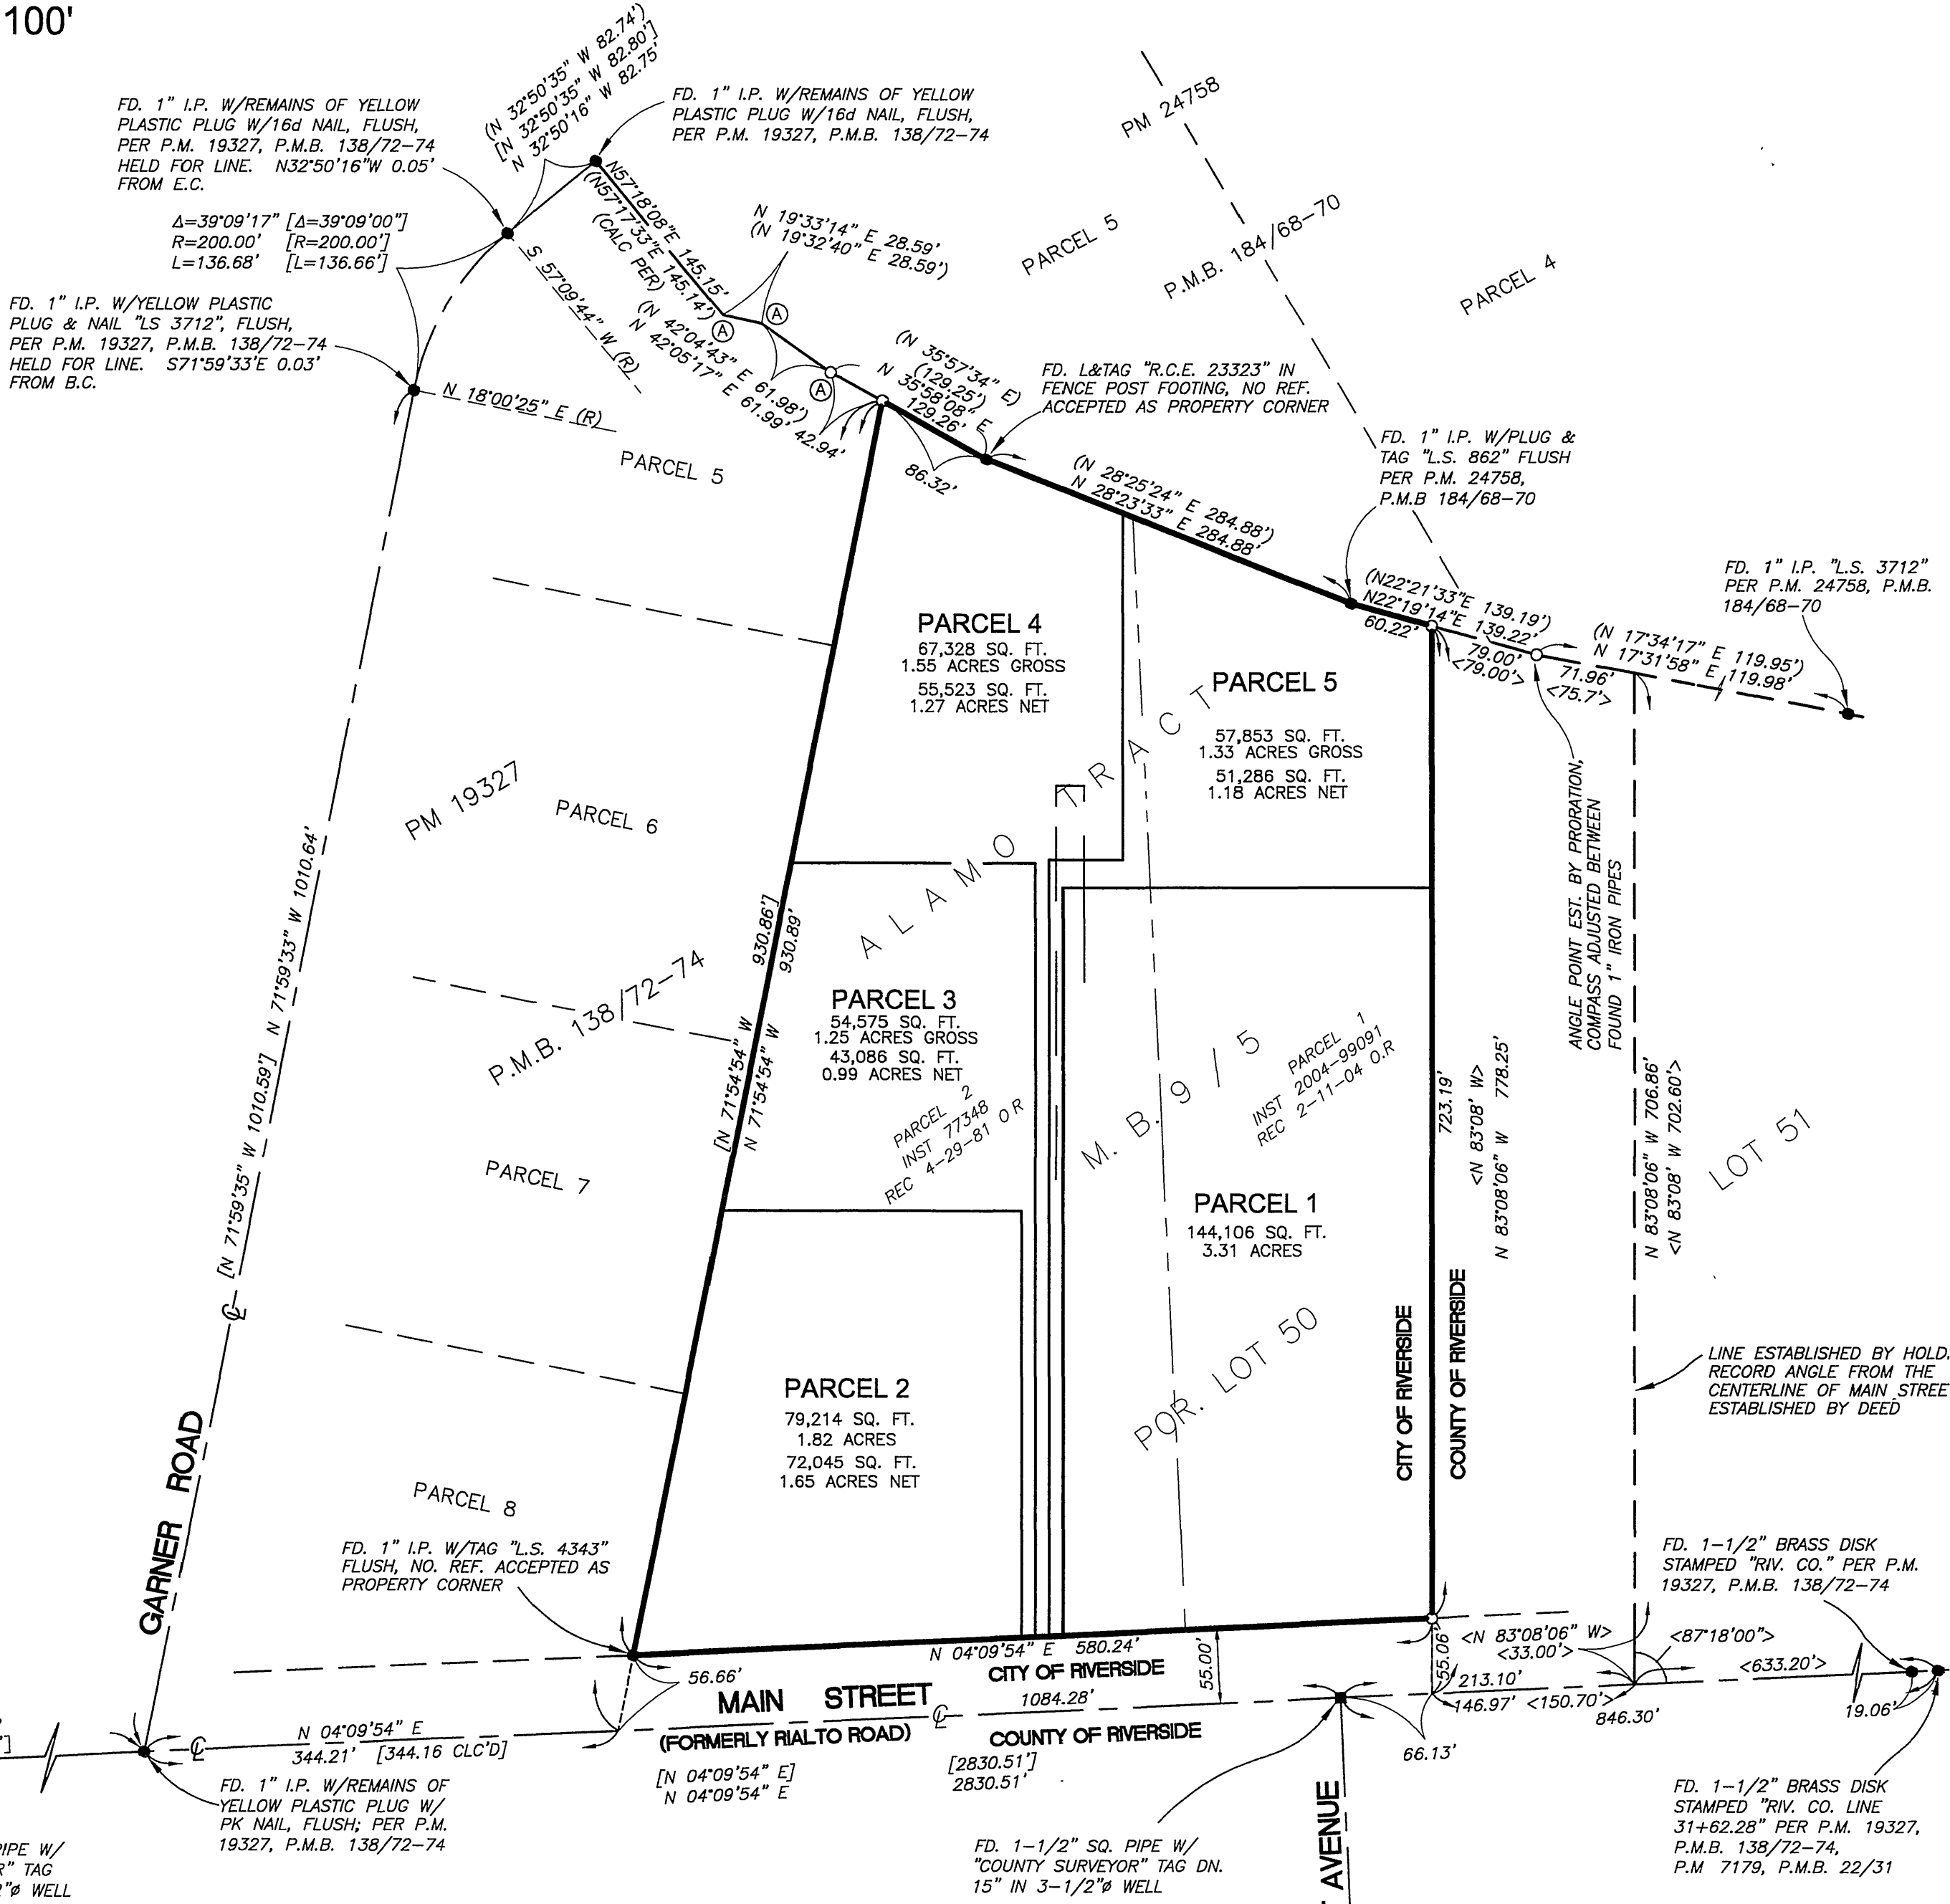 100'
(N 32°50'35" W 82.74')
[N 32°50'35" W 82.80']
N 32°50'16" W 82.75'
FD. 1" I.P. W/REMAINS OF YELLOW
PLASTIC PLUG W/16d NAIL, FLUSH,
PER P.M. 19327, P.M.B. 138/72-74
HELD FOR LINE. N32°50'16"W 0.05'
FROM E.C.
FD. 1" I.P. W/REMAINS OF YELLOW
PLASTIC PLUG W/16d NAIL, FLUSH,
PER P.M. 19327, P.M.B. 138/72-74
Δ=39°09'17" [Δ=39°09'00"]
R=200.00' [R=200.00']
L=136.68' [L=136.66']
FD. 1" I.P. W/YELLOW PLASTIC
PLUG & NAIL "LS 3712", FLUSH,
PER P.M. 19327, P.M.B. 138/72-74
HELD FOR LINE. S71°59'33'E 0.03'
FROM B.C.
S 57°09'44" W (R)
N 18°00'25" E (R)
N57°18'08"E 145.15'
(N57°17'33"E 145.14')
(CALC PER)
N 19°33'14" E 28.59'
(N 19°32'40" E 28.59')
A
A
A
(N 42°04'43" E 61.98')
N 42°05'17" E 61.99'
42.94'
(N 35°57'34" E)
(129.25')
N 35°58'08" E
129.26'
86.32'
PM 24758
P.M.B. 184/68-70
PARCEL 5
PARCEL 4
FD. L&TAG "R.C.E. 23323" IN
FENCE POST FOOTING, NO REF.
ACCEPTED AS PROPERTY CORNER
(N 28°25'24" E 284.88')
N 28°23'33" E 284.88'
FD. 1" I.P. W/PLUG &
TAG "L.S. 862" FLUSH
PER P.M. 24758,
P.M.B 184/68-70
(N22°21'33"E 139.19')
N22°19'14"E 139.22'
60.22'
79.00'
<79.00'>
(N 17°34'17" E 119.95')
N 17°31'58" E 119.98'
71.96'
<75.7'>
FD. 1" I.P. "L.S. 3712"
PER P.M. 24758, P.M.B.
184/68-70
ANGLE POINT EST. BY PRORATION,
COMPASS ADJUSTED BETWEEN
FOUND 1" IRON PIPES
PARCEL 5
PARCEL 6
PM 19327
P.M.B. 138/72-74
PARCEL 7
PARCEL 8
[N 71°59'35" W 1010.59'] N 71°59'33" W 1010.64'
GARNER ROAD
PARCEL 4
67,328 SQ. FT.
1.55 ACRES GROSS
55,523 SQ. FT.
1.27 ACRES NET
PARCEL 5
57,853 SQ. FT.
1.33 ACRES GROSS
51,286 SQ. FT.
1.18 ACRES NET
ALAMO TRACT
M. B. 9 / 5
POR. LOT 50
LOT 51
[N 71°54'54" W 930.86']
N 71°54'54" W 930.89'
PARCEL 3
54,575 SQ. FT.
1.25 ACRES GROSS
43,086 SQ. FT.
0.99 ACRES NET
PARCEL 2
INST 77348
REC 4-29-81 O R
PARCEL 1
INST 2004-99091
REC 2-11-04 O.R
PARCEL 1
144,106 SQ. FT.
3.31 ACRES
PARCEL 2
79,214 SQ. FT.
1.82 ACRES
72,045 SQ. FT.
1.65 ACRES NET
723.19'
<N 83°08' W>
N 83°08'06" W 778.25'
N 83°08'06" W 706.86'
<N 83°08' W 702.60'>
CITY OF RIVERSIDE
COUNTY OF RIVERSIDE
LINE ESTABLISHED BY HOLD.
RECORD ANGLE FROM THE
CENTERLINE OF MAIN STREE
ESTABLISHED BY DEED
FD. 1" I.P. W/TAG "L.S. 4343"
FLUSH, NO. REF. ACCEPTED AS
PROPERTY CORNER
FD. 1-1/2" BRASS DISK
STAMPED "RIV. CO." PER P.M.
19327, P.M.B. 138/72-74
N 04°09'54" E 580.24'
CITY OF RIVERSIDE
56.66'
MAIN STREET
(FORMERLY RIALTO ROAD)
1084.28'
COUNTY OF RIVERSIDE
55.00'
55.06'
<N 83°08'06" W>
<33.00'>
<87°18'00">
213.10'
<633.20'>
146.97' <150.70'>
846.30'
19.06'
66.13'
N 04°09'54" E
344.21' [344.16 CLC'D]
[N 04°09'54" E]
N 04°09'54" E
[2830.51']
2830.51'
FD. 1" I.P. W/REMAINS OF
YELLOW PLASTIC PLUG W/
PK NAIL, FLUSH; PER P.M.
19327, P.M.B. 138/72-74
FD. 1-1/2" SQ. PIPE W/
"COUNTY SURVEYOR" TAG DN.
15" IN 3-1/2"ø WELL
AVENUE
FD. 1-1/2" BRASS DISK
STAMPED "RIV. CO. LINE
31+62.28" PER P.M. 19327,
P.M.B. 138/72-74,
P.M 7179, P.M.B. 22/31
PIPE W/
R" TAG
2"ø WELL